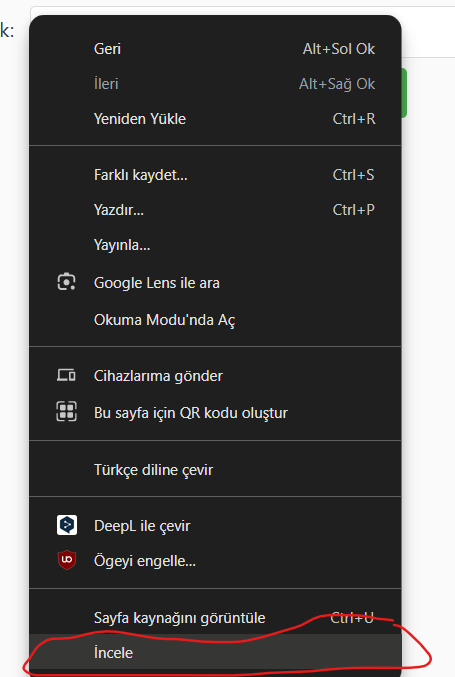 k:
Geri Alt+Sol Ok
İleri Alt+Sağ Ok
Yeniden Yükle Ctrl+R
Farklı kaydet... Ctrl+S
Yazdır... Ctrl+P
Yayınla...
Google Lens ile ara
Okuma Modu'nda Aç
Cihazlarıma gönder
Bu sayfa için QR kodu oluştur
Türkçe diline çevir
DeepL ile çevir
Ögeyi engelle...
Sayfa kaynağını görüntüle Ctrl+U
İncele